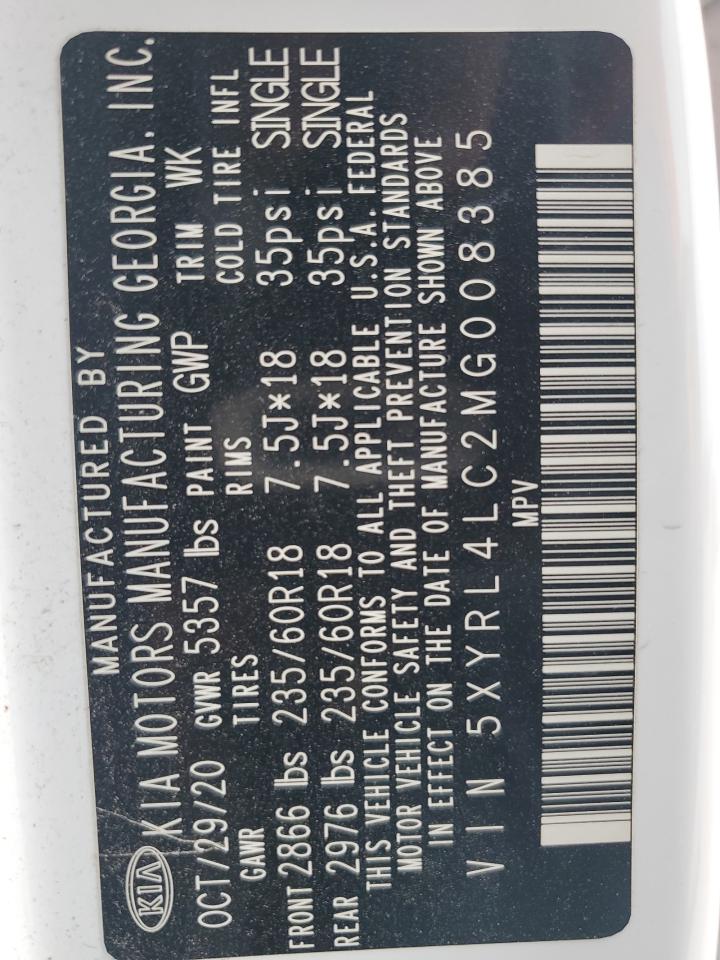 MANUFACTURED BY
KIA KIA MOTORS MANUFACTURING GEORGIA, INC.
OCT/29/20 GVWR 5357 lbs PAINT GWP TRIM WK
GAWR TIRES RIMS COLD TIRE INFL
FRONT 2866 lbs 235/60R18 7.5J*18 35psi SINGLE
REAR 2976 lbs 235/60R18 7.5J*18 35psi SINGLE
THIS VEHICLE CONFORMS TO ALL APPLICABLE U.S.A. FEDERAL
MOTOR VEHICLE SAFETY AND THEFT PREVENTION STANDARDS
IN EFFECT ON THE DATE OF MANUFACTURE SHOWN ABOVE
VIN 5XYRL4LC2MG008385
MPV